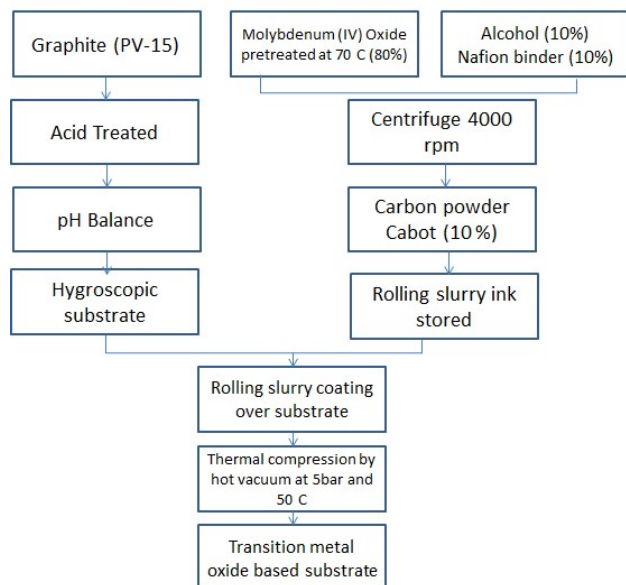 Graphite (PV-15)
Molybdenum (IV) Oxide
pretreated at 70 C (80%)
Alcohol (10%)
Nafion binder (10%)
Acid Treated
Centrifuge 4000
rpm
pH Balance
Carbon powder
Cabot (10%)
Hygroscopic
substrate
Rolling slurry ink
stored
Rolling slurry coating
over substrate
Thermal compression by
hot vacuum at 5bar and
50 C
Transition metal
oxide based substrate